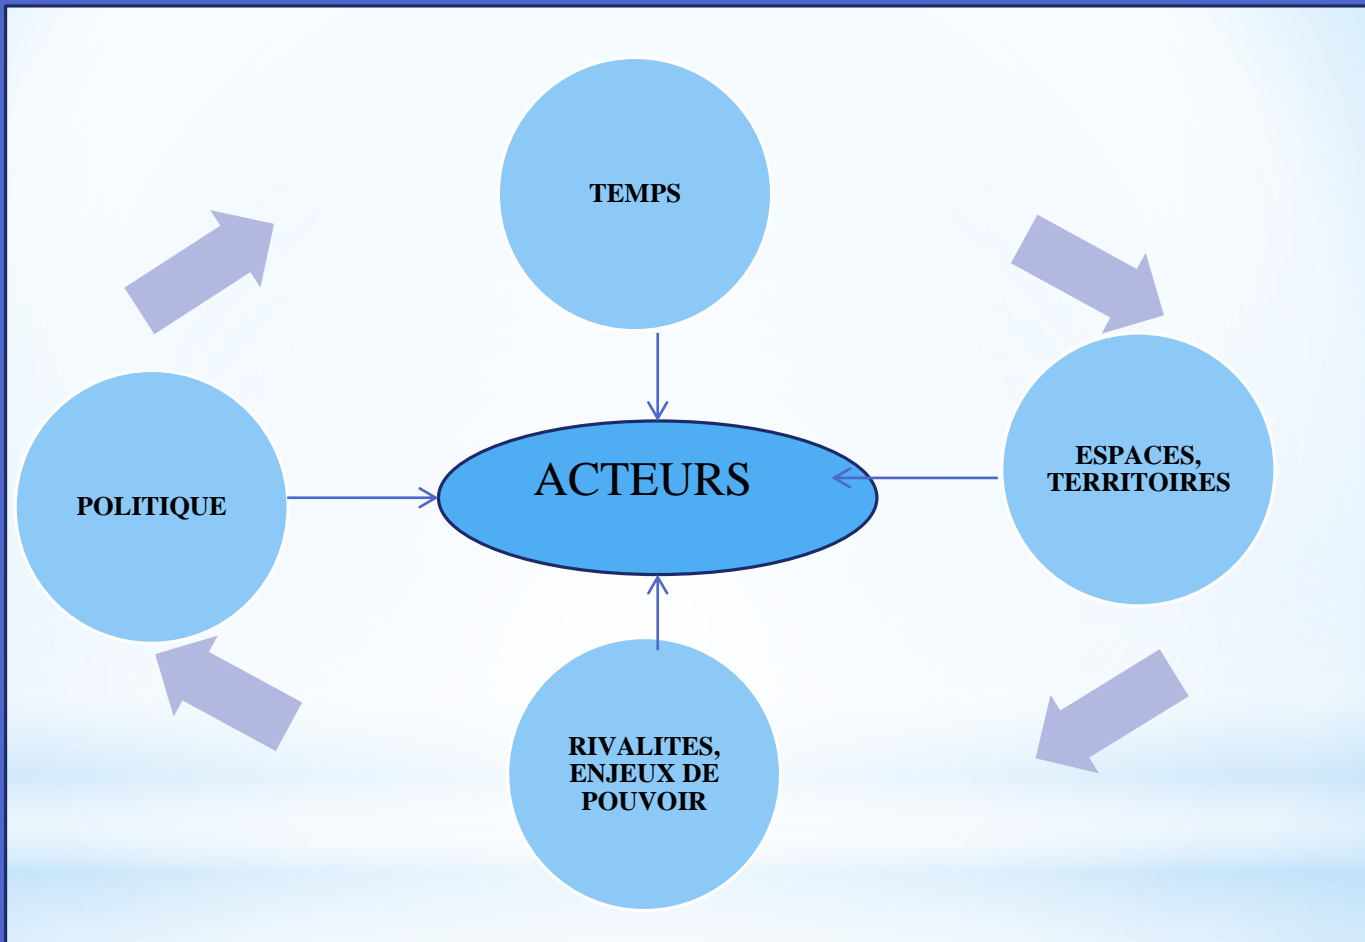 TEMPS
ESPACES,
TERRITOIRES
ACTEURS
POLITIQUE
RIVALITES,
ENJEUX DE
POUVOIR